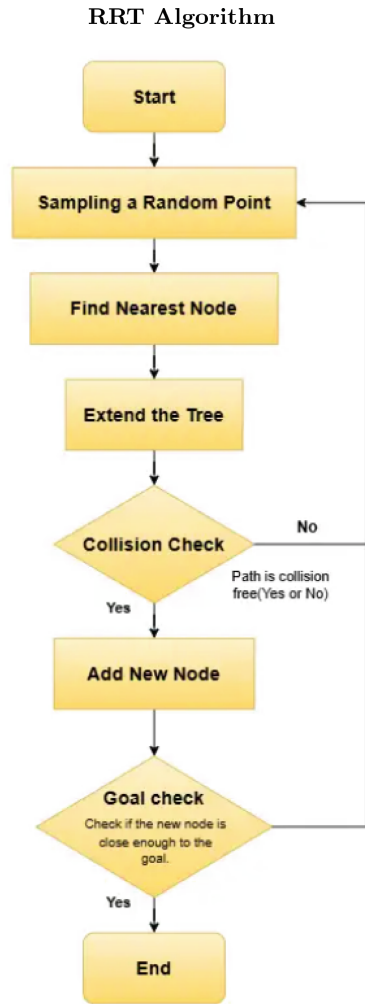 RRT Algorithm
Start
Sampling a Random Point
Find Nearest Node
Extend the Tree
Collision Check
No
Path is collision
free(Yes or No)
Yes
Add New Node
Goal check
Check if the new node is
close enough to the
goal.
Yes
End